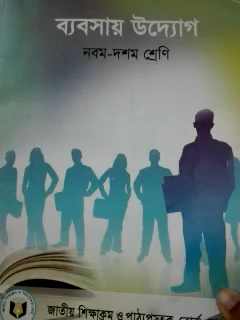 ব্যবসায় উদ্যোগ
নবম-দশম শ্রেণি
জাতীয় শিক্ষাক্রম ও পাঠ্যপুস্তক বোর্ড